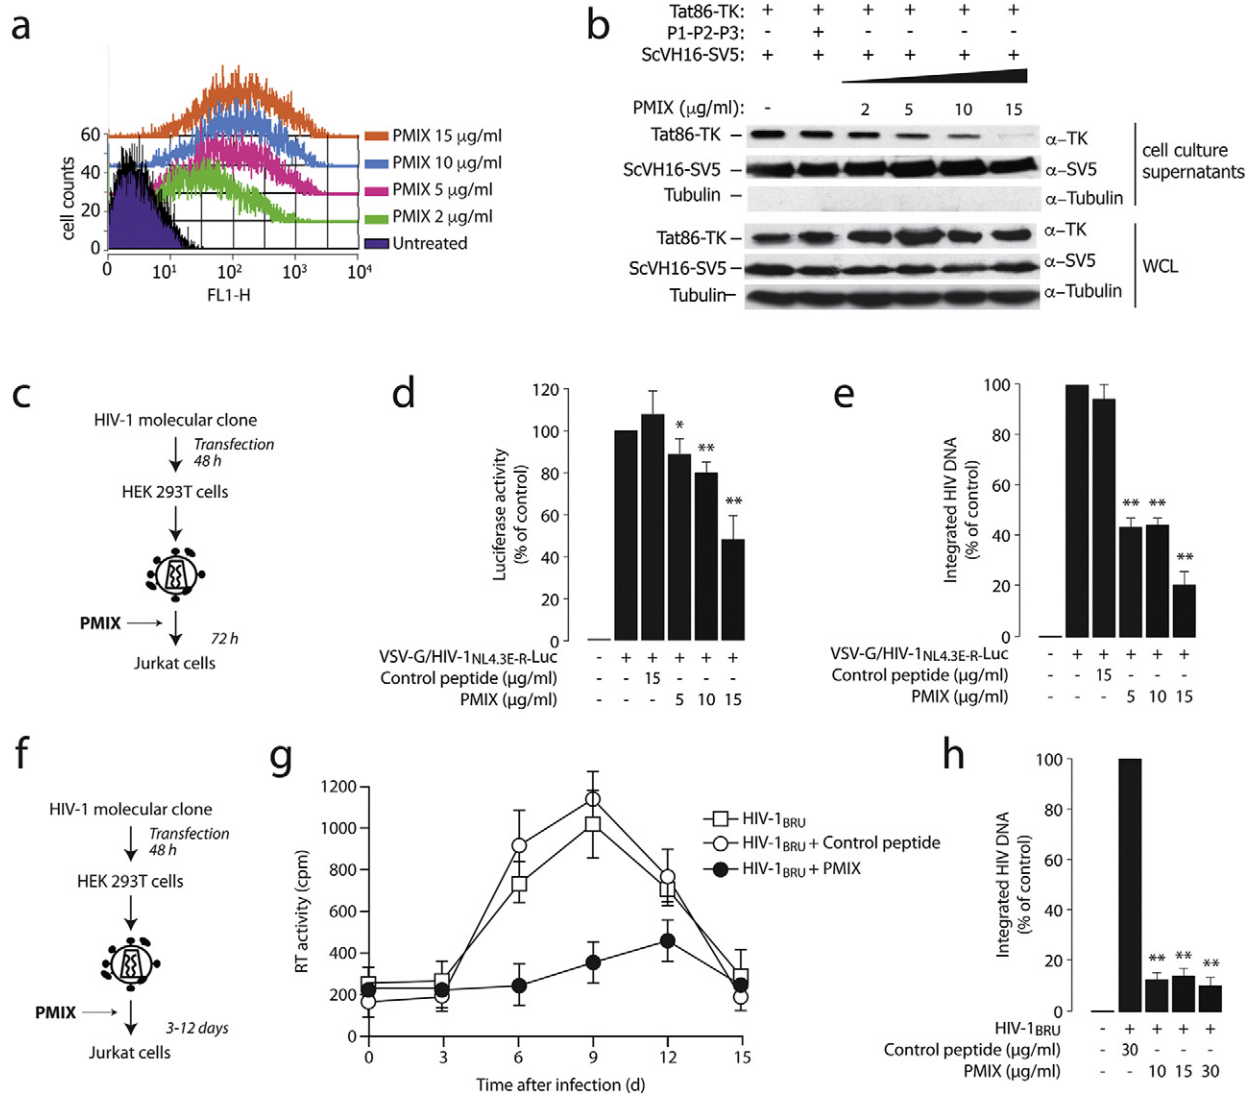 a
60
40
20
0
cell counts
0 10¹ 10² 10³ 10⁴
FL1-H
PMIX 15 μg/ml
PMIX 10 μg/ml
PMIX 5 μg/ml
PMIX 2 μg/ml
Untreated
b
Tat86-TK: + + + + + +
P1-P2-P3: - + - - - -
ScVH16-SV5: + + + + + +
PMIX (μg/ml): - 2 5 10 15
Tat86-TK – α–TK
ScVH16-SV5 – α–SV5
Tubulin – α–Tubulin
cell culture
supernatants
Tat86-TK – α–TK
ScVH16-SV5 – α–SV5
Tubulin– α–Tubulin
WCL
c
HIV-1 molecular clone
Transfection
48 h
HEK 293T cells
PMIX
72 h
Jurkat cells
d
120
100
80
60
40
20
0
Luciferase activity
(% of control)
* ** **
VSV-G/HIV-1NL4.3E-R-Luc - + + + + +
Control peptide (μg/ml) - - 15 - - -
PMIX (μg/ml) - - - 5 10 15
e
100
80
60
40
20
0
Integrated HIV DNA
(% of control)
** ** **
VSV-G/HIV-1NL4.3E-R-Luc - + + + + +
Control peptide (μg/ml) - - 15 - - -
PMIX (μg/ml) - - - 5 10 15
f
HIV-1 molecular clone
Transfection
48 h
HEK 293T cells
PMIX
3-12 days
Jurkat cells
g
1200
1000
800
600
400
200
0
RT activity (cpm)
0 3 6 9 12 15
Time after infection (d)
HIV-1BRU
HIV-1BRU + Control peptide
HIV-1BRU + PMIX
h
100
80
60
40
20
0
Integrated HIV DNA
(% of control)
** ** **
HIV-1BRU - + + + +
Control peptide (μg/ml) - 30 - - -
PMIX (μg/ml) - - 10 15 30